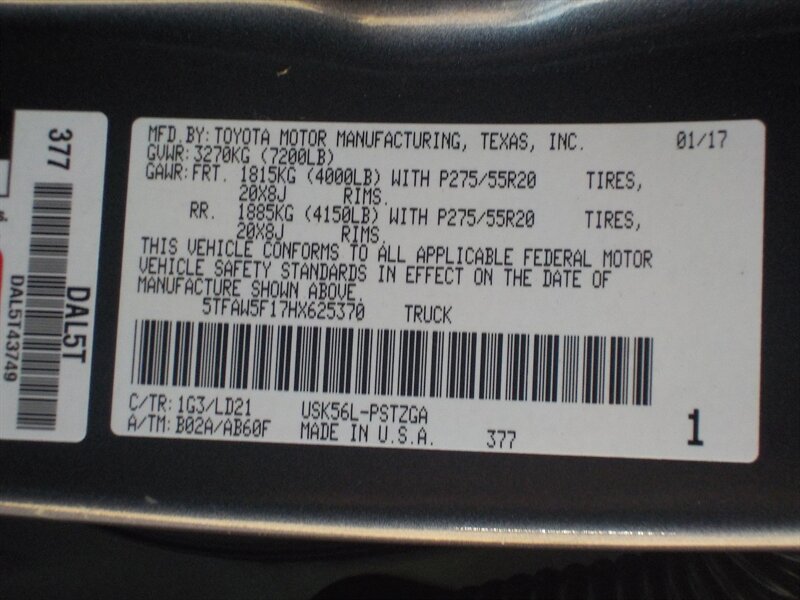 377
DAL5T
DAL5T43749
MFD.BY: TOYOTA MOTOR MANUFACTURING, TEXAS, INC. 01/17
GVWR: 3270KG (7200LB)
GAWR: FRT. 1815KG (4000LB) WITH P275/55R20 TIRES,
20X8J RIMS.
RR. 1885KG (4150LB) WITH P275/55R20 TIRES,
20X8J RIMS.
THIS VEHICLE CONFORMS TO ALL APPLICABLE FEDERAL MOTOR
VEHICLE SAFETY STANDARDS IN EFFECT ON THE DATE OF
MANUFACTURE SHOWN ABOVE.
5TFAW5F17HX625370 TRUCK
C/TR: 1G3/LD21 USK56L-PSTZGA
A/TM: B02A/AB60F MADE IN U.S.A. 377 1